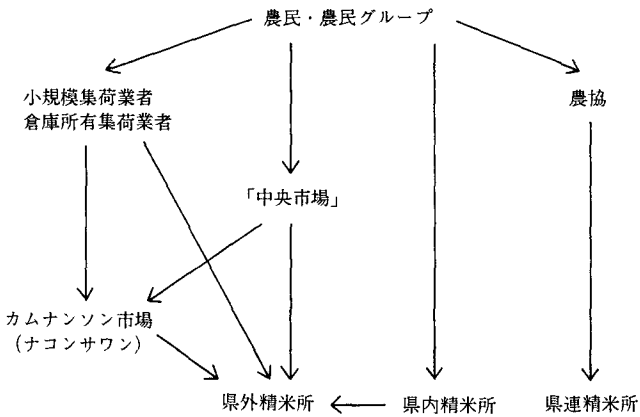 農民・農民グループ
小規模集荷業者
倉庫所有集荷業者
農協
「中央市場」
カムナンソン市場
(ナコンサワン)
県外精米所
県内精米所
県連精米所